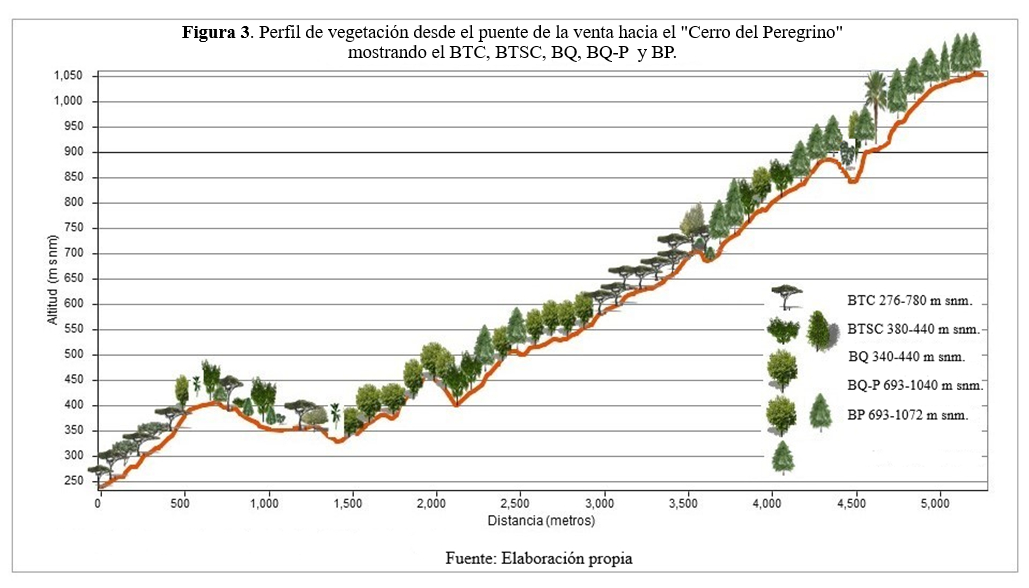 Figura 3. Perfil de vegetación desde el puente de la venta hacia el "Cerro del Peregrino"
mostrando el BTC, BTSC, BQ, BQ-P y BP.
Altitud (m snm)
1,050
1,000
950
900
850
800
750
700
650
600
550
500
450
400
350
300
250
BTC 276-780 m snm.
BTSC 380-440 m snm.
BQ 340-440 m snm.
BQ-P 693-1040 m snm.
BP 693-1072 m snm.
0 500 1,000 1,500 2,000 2,500 3,000 3,500 4,000 4,500 5,000
Distancia (metros)
Fuente: Elaboración propia